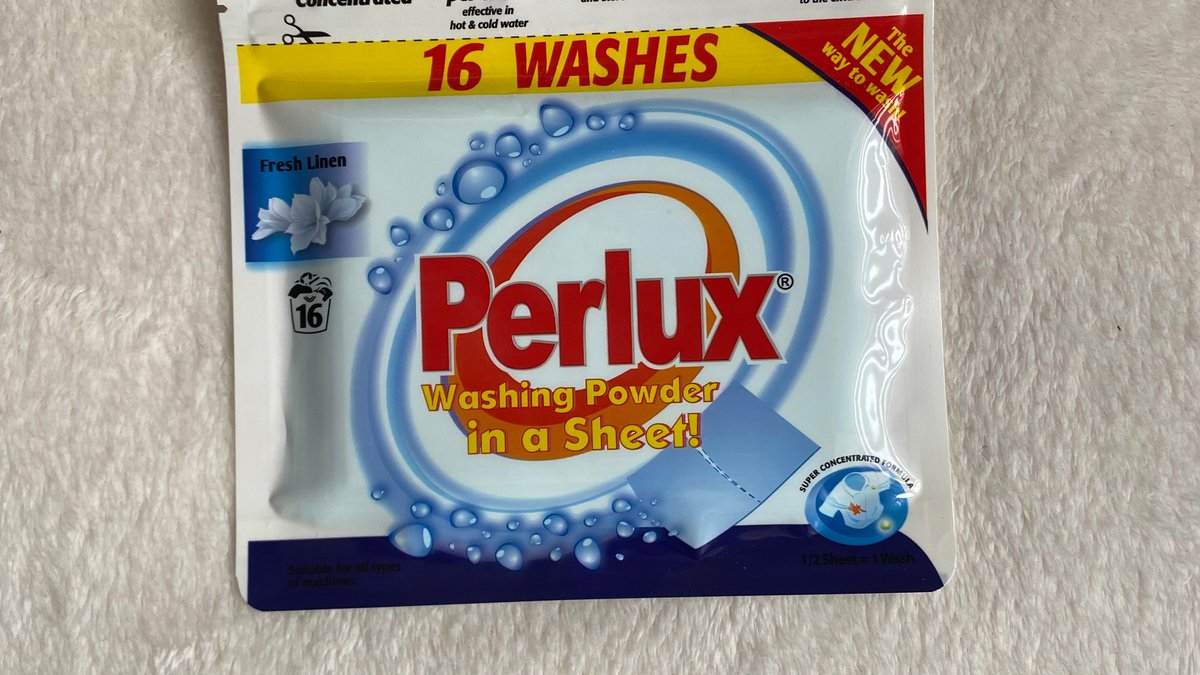 Concentrated
effective in
hot & cold water
16 WASHES
The
NEW
way to wash!
Fresh Linen
16
Perlux®
Washing Powder
in a Sheet!
SUPER CONCENTRATED FORMULA
1/2 Sheet = 1 Wash
Suitable for all types
of machines.